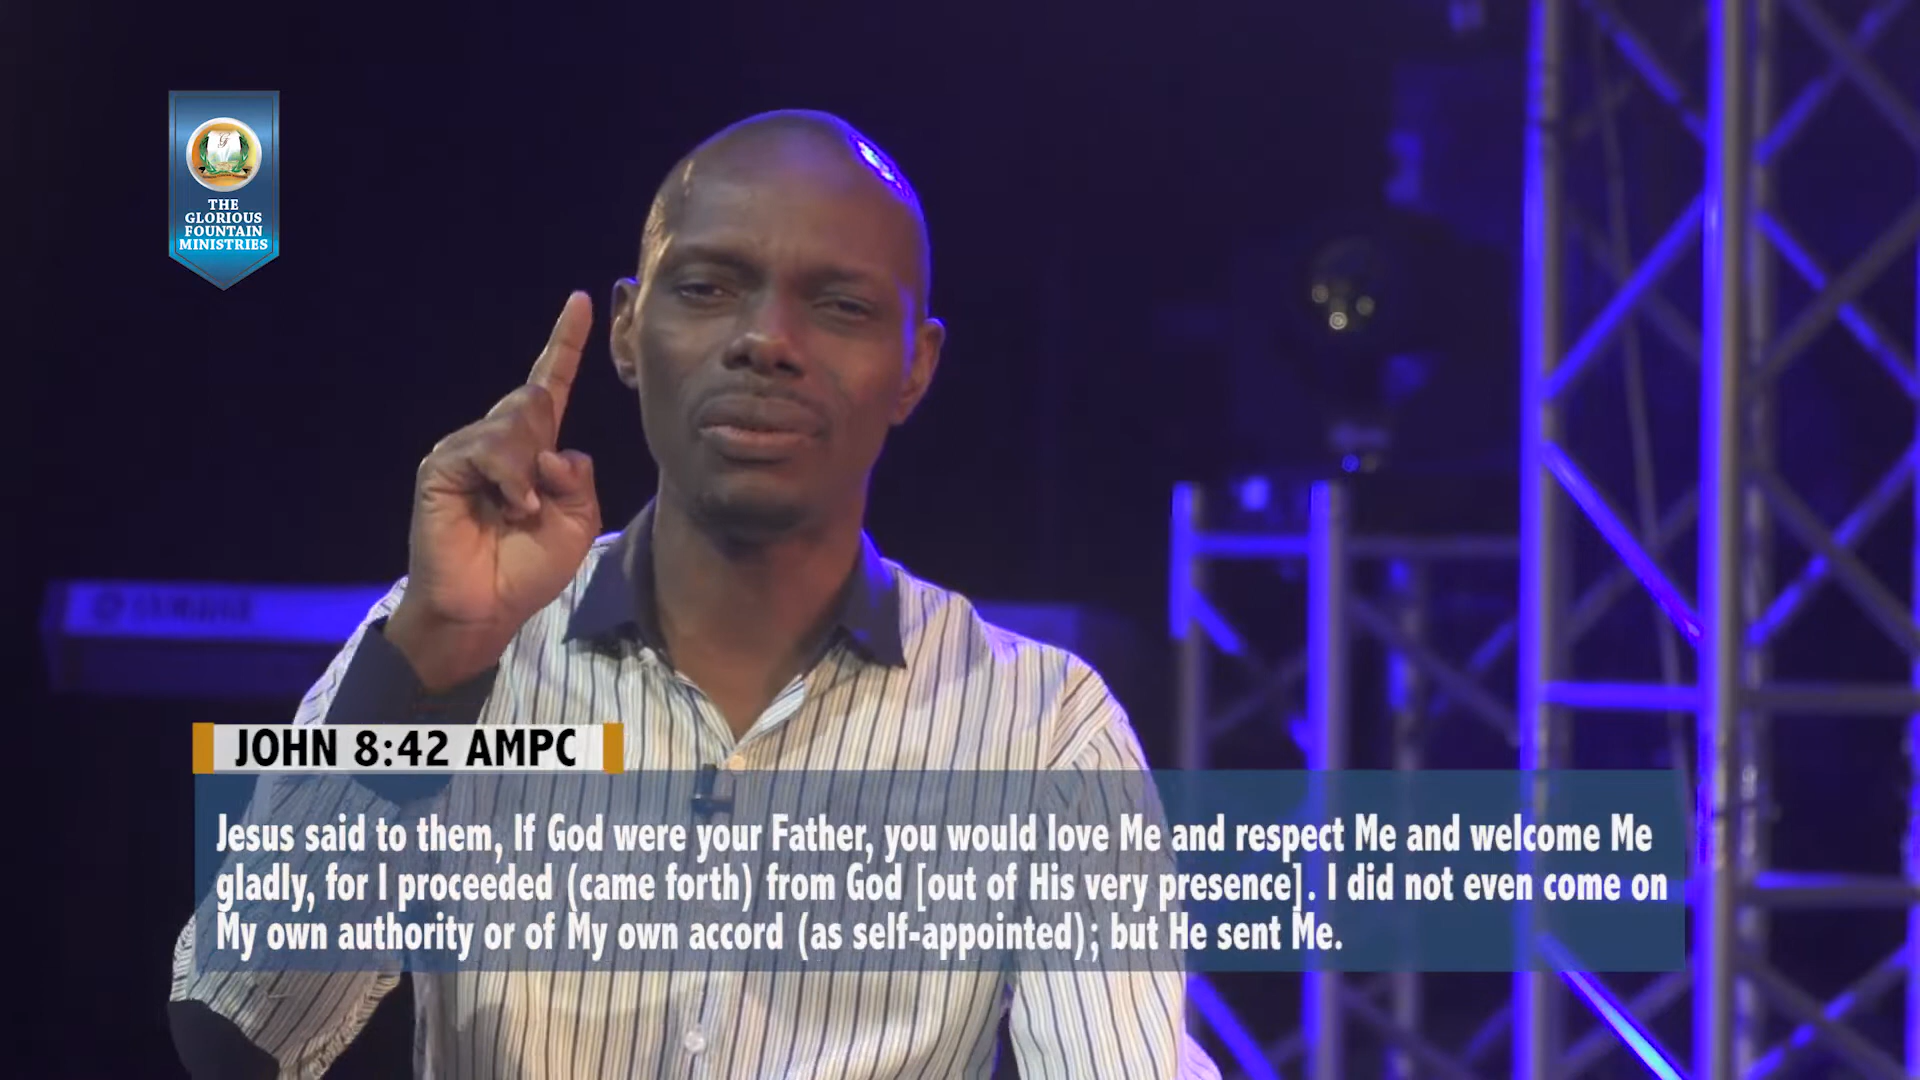 THE
GLORIOUS
FOUNTAIN
MINISTRIES
YAMAHA
JOHN 8:42 AMPC
Jesus said to them, If God were your Father, you would love Me and respect Me and welcome Me
gladly, for I proceeded (came forth) from God [out of His very presence]. I did not even come on
My own authority or of My own accord (as self-appointed); but He sent Me.